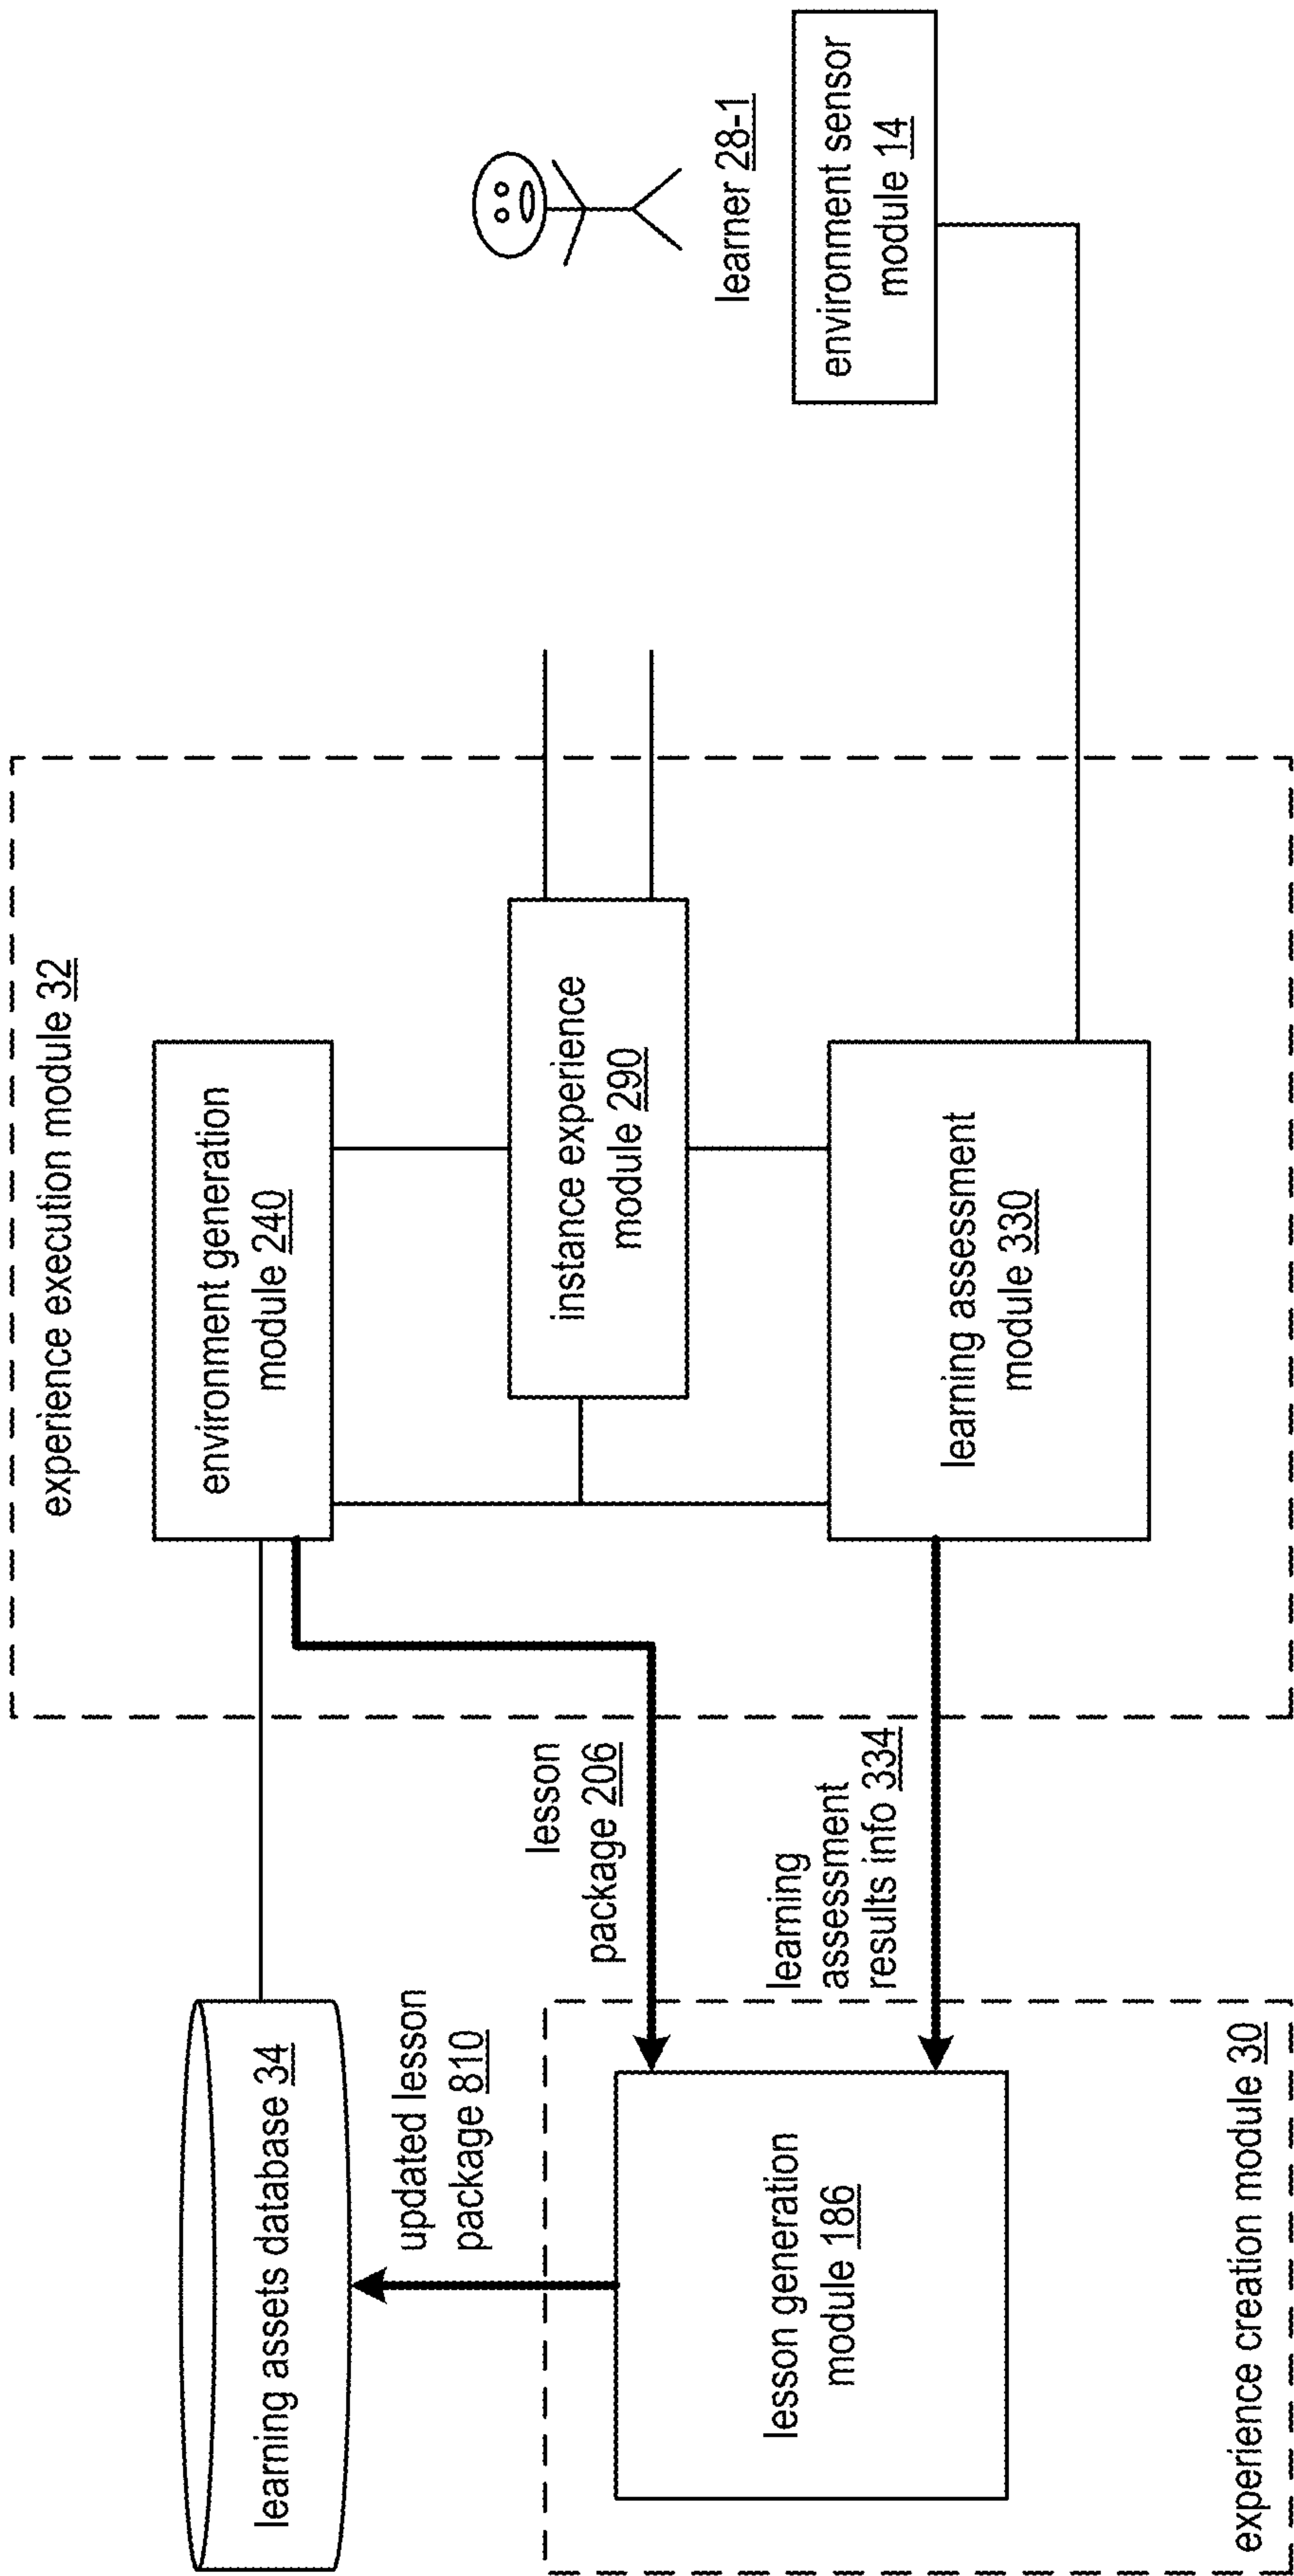 learning assets database 34
updated lesson
package 810
lesson generation
module 186
experience creation module 30
lesson
package 206
learning
assessment
results info 334
experience execution module 32
environment generation
module 240
instance experience
module 290
learning assessment
module 330
learner 28-1
environment sensor
module 14